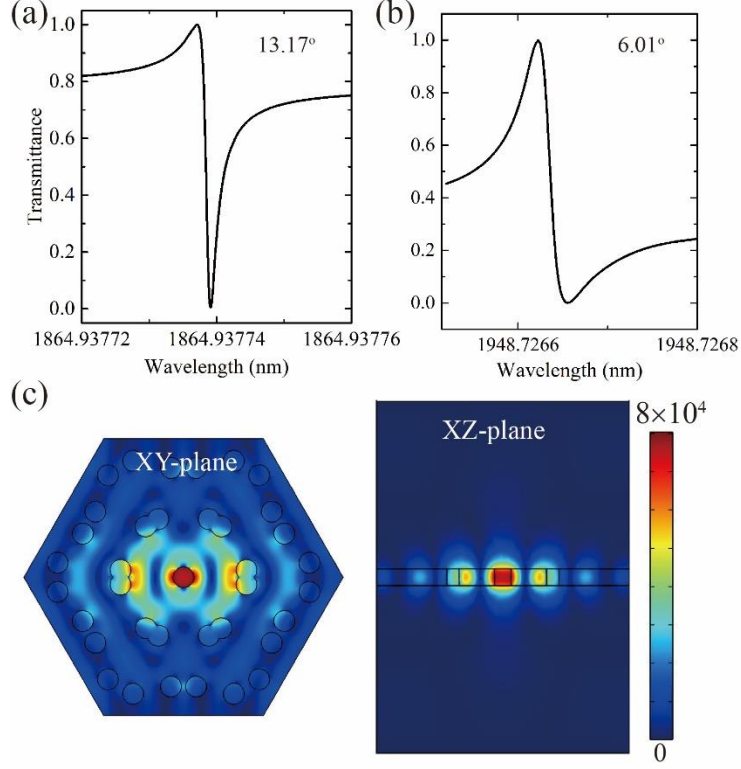 (a)
(b)
13.17°
6.01°
1.0
0.8
0.6
0.4
0.2
0.0
Transmittance
1864.93772 1864.93774 1864.93776
Wavelength (nm)
1.0
0.8
0.6
0.4
0.2
0.0
1948.7266 1948.7268
Wavelength (nm)
(c)
XY-plane
XZ-plane
8×10⁴
0